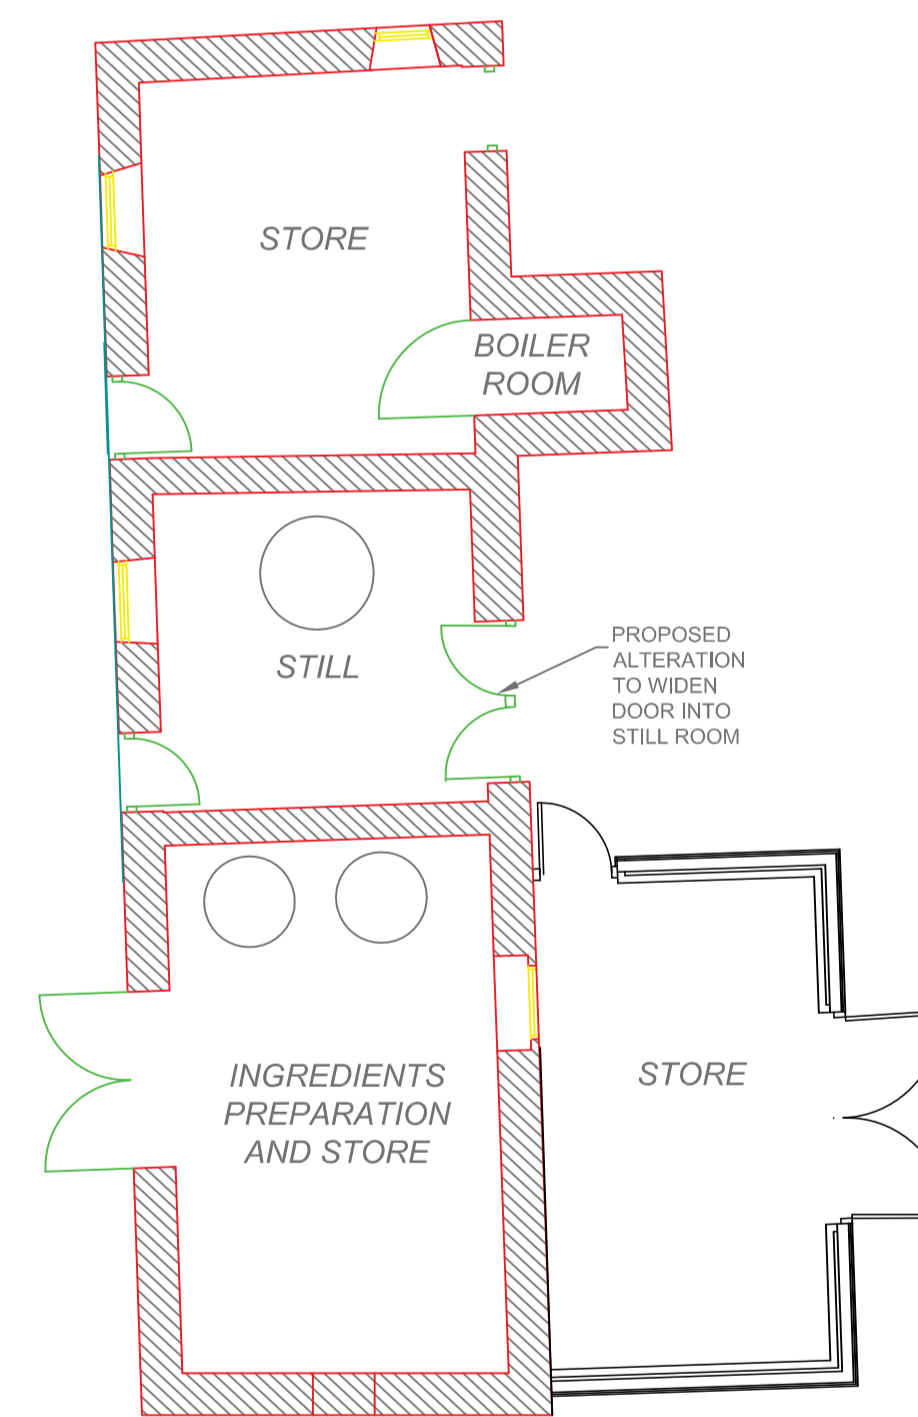 STORE
BOILER
ROOM
STILL
PROPOSED
ALTERATION
TO WIDEN
DOOR INTO
STILL ROOM
INGREDIENTS
PREPARATION
AND STORE
STORE